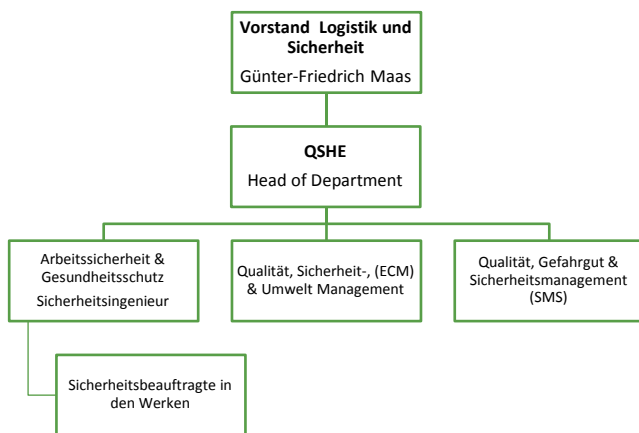 Vorstand Logistik und
Sicherheit
Günter-Friedrich Maas
QSHE
Head of Department
Arbeitssicherheit &
Gesundheitsschutz
Sicherheitsingenieur
Qualität, Sicherheit-, (ECM)
& Umwelt Management
Qualität, Gefahrgut &
Sicherheitsmanagement
(SMS)
Sicherheitsbeauftragte in
den Werken